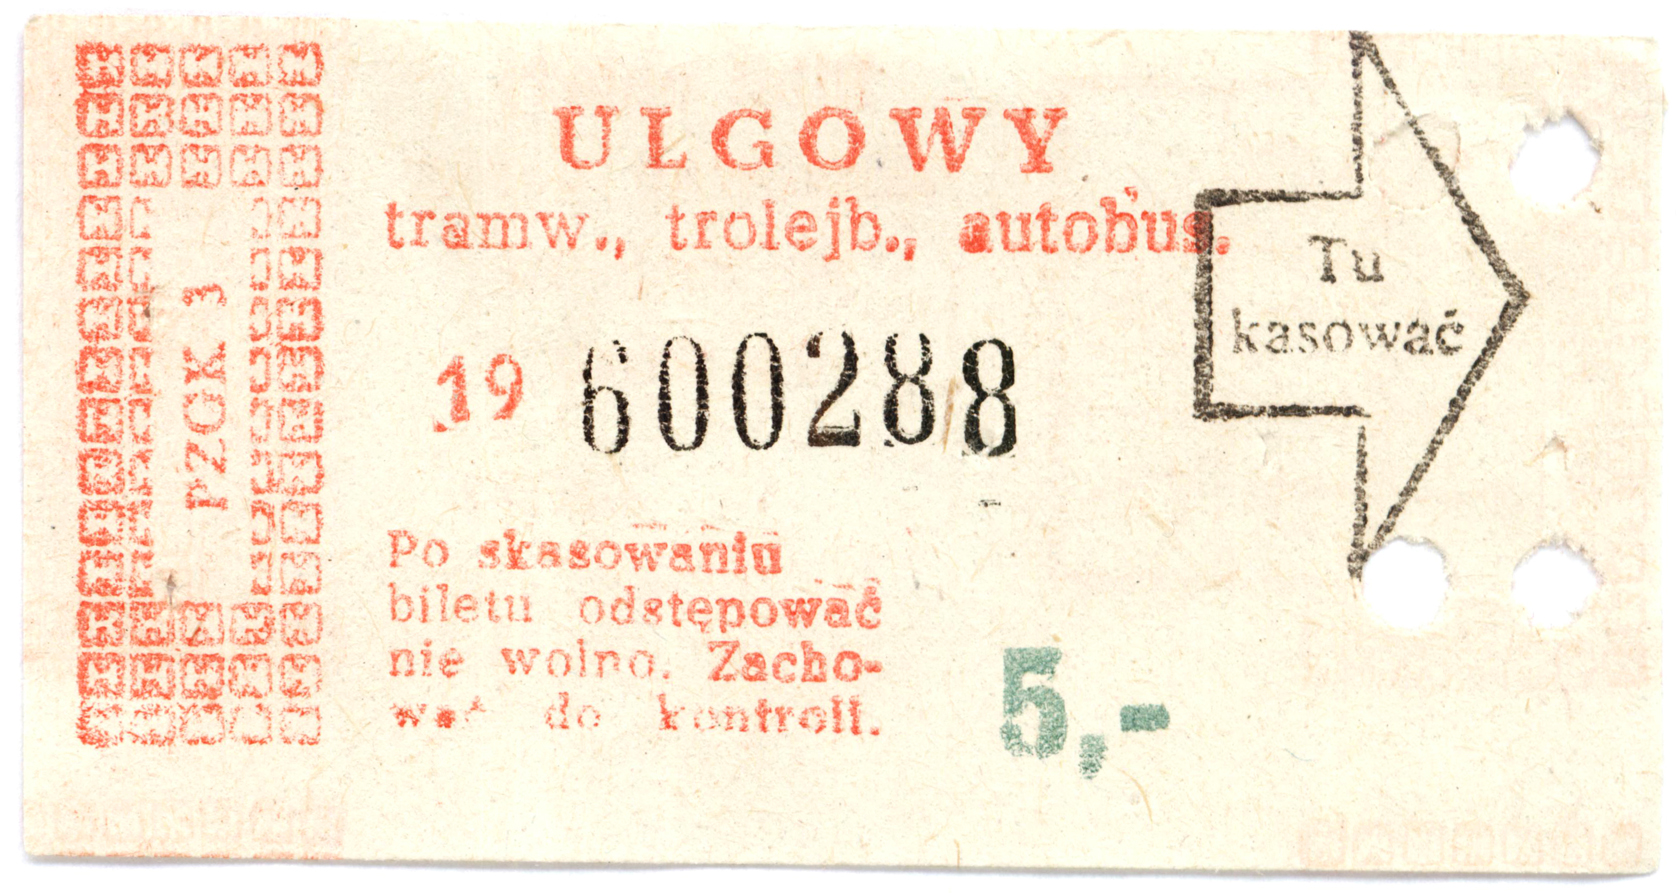 PZGK 3
ULGOWY
tramw., trolejb., autobus.
Tu
kasować
19 600288
Po skasowaniu
biletu odstępować
nie wolno. Zacho-
wać do kontroli.
5,-